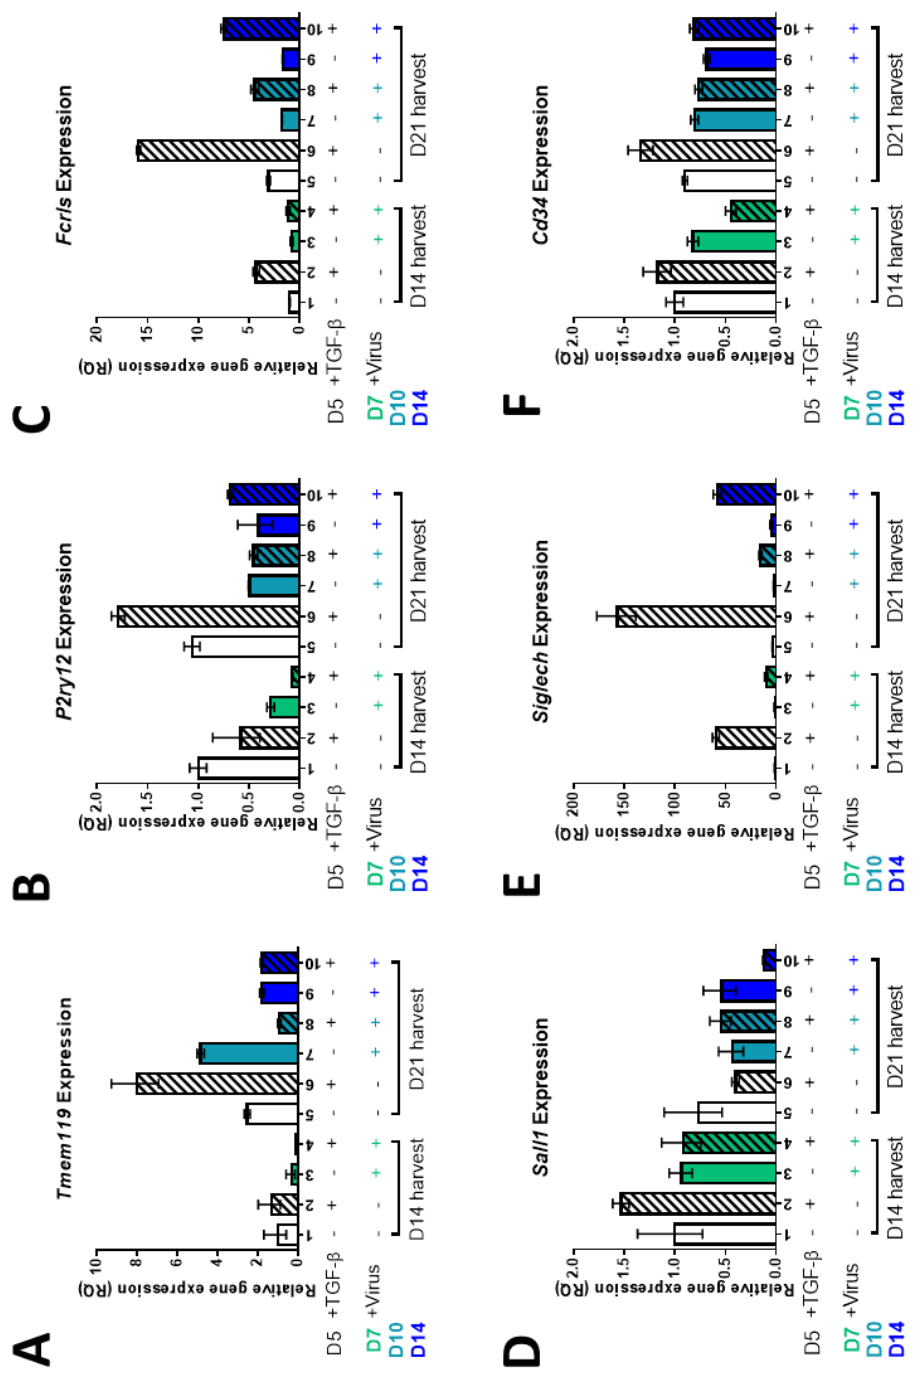 A
Tmem119 Expression
Relative gene expression (RQ)
10
8
6
4
2
0
1 2 3 4 5 6 7 8 9 10
D5 +TGF-β - + - + - + - + - +
D7 +Virus - - + + - - + + + +
D10
D14
D14 harvest D21 harvest
B
P2ry12 Expression
Relative gene expression (RQ)
2.0
1.5
1.0
0.5
0.0
1 2 3 4 5 6 7 8 9 10
D5 +TGF-β - + - + - + - + - +
D7 +Virus - - + + - - + + + +
D10
D14
D14 harvest D21 harvest
C
Fcrls Expression
Relative gene expression (RQ)
20
15
10
5
0
1 2 3 4 5 6 7 8 9 10
D5 +TGF-β - + - + - + - + - +
D7 +Virus - - + + - - + + + +
D10
D14
D14 harvest D21 harvest
D
Sall1 Expression
Relative gene expression (RQ)
2.0
1.5
1.0
0.5
0.0
1 2 3 4 5 6 7 8 9 10
D5 +TGF-β - + - + - + - + - +
D7 +Virus - - + + - - + + + +
D10
D14
D14 harvest D21 harvest
E
Siglech Expression
Relative gene expression (RQ)
200
150
100
50
0
1 2 3 4 5 6 7 8 9 10
D5 +TGF-β - + - + - + - + - +
D7 +Virus - - + + - - + + + +
D10
D14
D14 harvest D21 harvest
F
Cd34 Expression
Relative gene expression (RQ)
2.0
1.5
1.0
0.5
0.0
1 2 3 4 5 6 7 8 9 10
D5 +TGF-β - + - + - + - + - +
D7 +Virus - - + + - - + + + +
D10
D14
D14 harvest D21 harvest